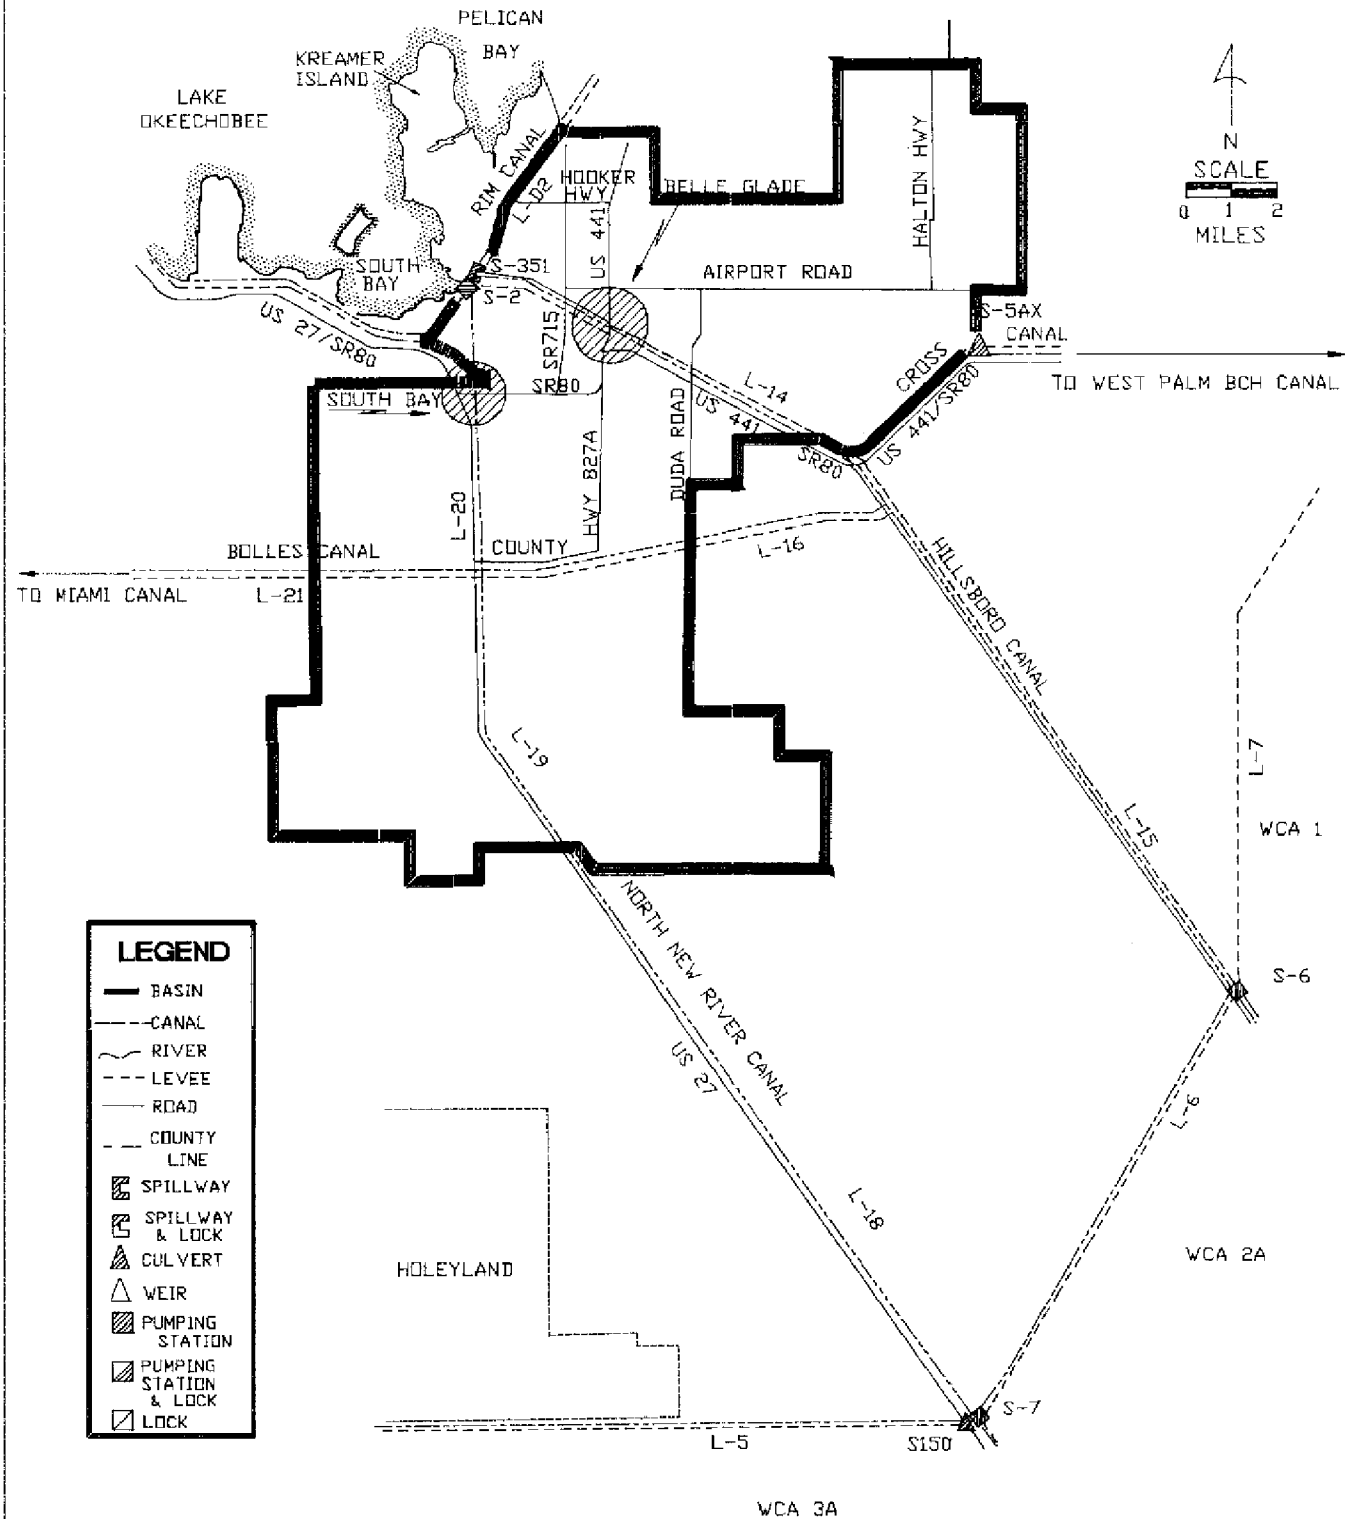 PELICAN
BAY
KREAMER
ISLAND
LAKE
OKEECHOBEE
N
SCALE
0 1 2
MILES
RIM CANAL
L-D2
HOOKER
HWY
BELLE GLADE
HALTON HWY
US 441
SOUTH
BAY
S-351
S-2
AIRPORT ROAD
US 27/SR80
SR715
S-5AX
CANAL
CROSS
TO WEST PALM BCH CANAL
L-14
US 441
SR80
US 441/SR80
SR80
SOUTH BAY
DUDA ROAD
HWY 827A
L-20
BOLLES CANAL
COUNTY
L-16
TO MIAMI CANAL
L-21
HILLSBORO CANAL
L-19
L-7
L-15
WCA 1
NORTH NEW RIVER CANAL
US 27
S-6
L-6
L-18
WCA 2A
HOLEYLAND
S-7
S150
L-5
WCA 3A
LEGEND
BASIN
CANAL
RIVER
LEVEE
ROAD
COUNTY
LINE
SPILLWAY
SPILLWAY
& LOCK
CULVERT
WEIR
PUMPING
STATION
PUMPING
STATION
& LOCK
LOCK